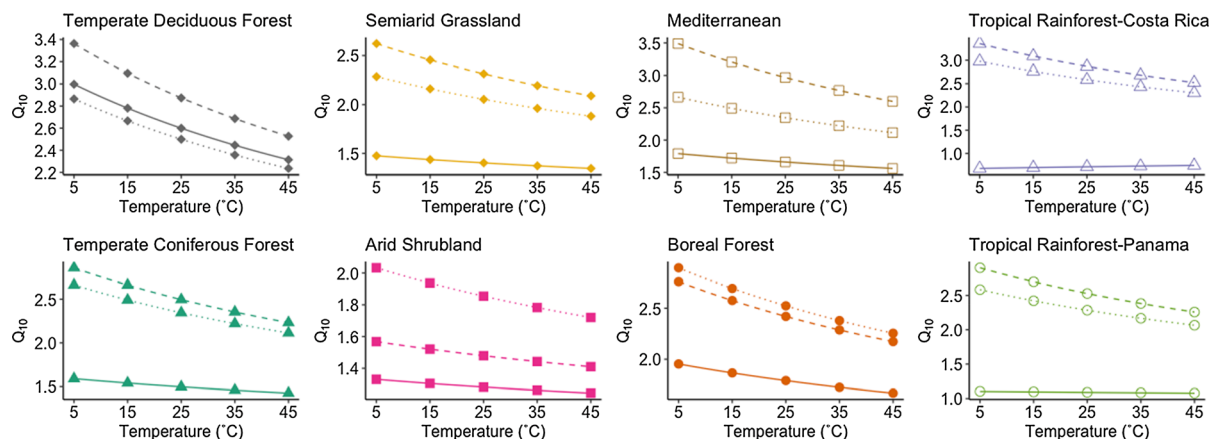 Temperate Deciduous Forest
Semiarid Grassland
Mediterranean
Tropical Rainforest-Costa Rica
Q10
3.4
3.2
3.0
2.8
2.6
2.4
2.2
5 15 25 35 45
Temperature (˚C)
Q10
2.5
2.0
1.5
5 15 25 35 45
Temperature (˚C)
Q10
3.5
3.0
2.5
2.0
1.5
5 15 25 35 45
Temperature (˚C)
Q10
3.0
2.5
2.0
1.5
1.0
5 15 25 35 45
Temperature (˚C)
Temperate Coniferous Forest
Arid Shrubland
Boreal Forest
Tropical Rainforest-Panama
Q10
2.5
2.0
1.5
5 15 25 35 45
Temperature (˚C)
Q10
2.0
1.8
1.6
1.4
5 15 25 35 45
Temperature (˚C)
Q10
2.5
2.0
5 15 25 35 45
Temperature (˚C)
Q10
2.5
2.0
1.5
1.0
5 15 25 35 45
Temperature (˚C)